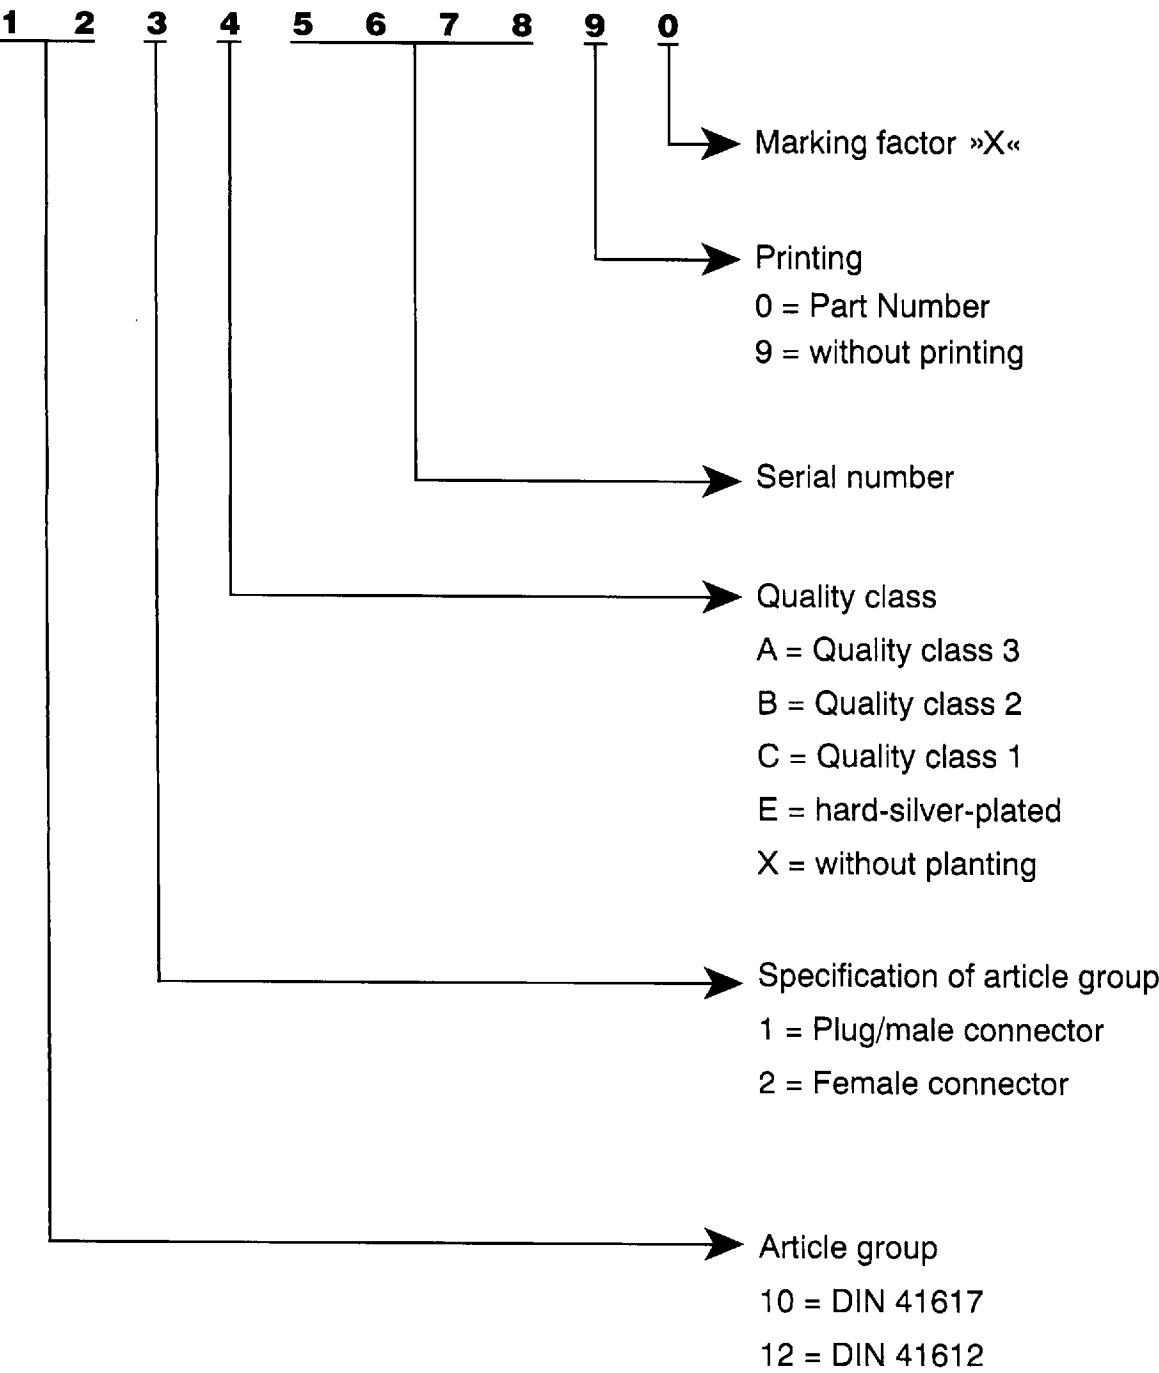 1 2 3 4 5 6 7 8 9 0
Marking factor »X«
Printing
0 = Part Number
9 = without printing
Serial number
Quality class
A = Quality class 3
B = Quality class 2
C = Quality class 1
E = hard-silver-plated
X = without planting
Specification of article group
1 = Plug/male connector
2 = Female connector
Article group
10 = DIN 41617
12 = DIN 41612